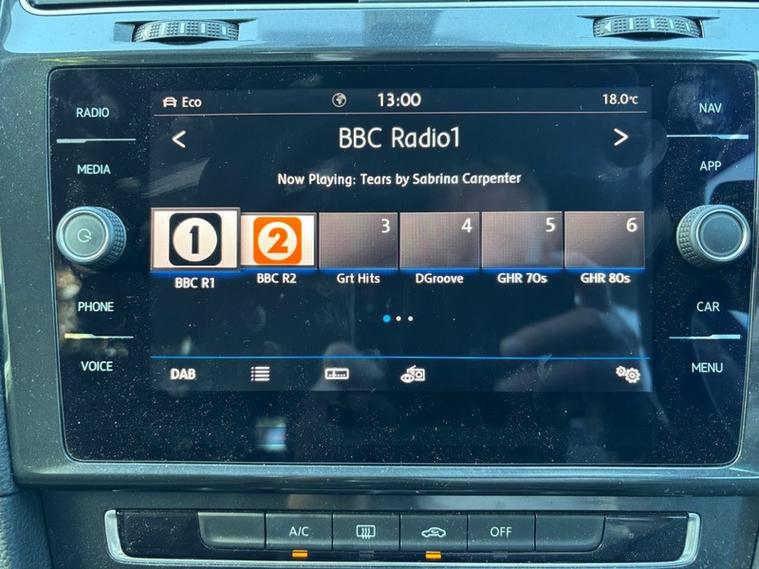 Eco 13:00 18.0°C
RADIO
MEDIA
PHONE
VOICE
NAV
APP
CAR
MENU
< BBC Radio1 >
Now Playing: Tears by Sabrina Carpenter
1 2 3 4 5 6
BBC R1 BBC R2 Grt Hits DGroove GHR 70s GHR 80s
DAB
A/C OFF